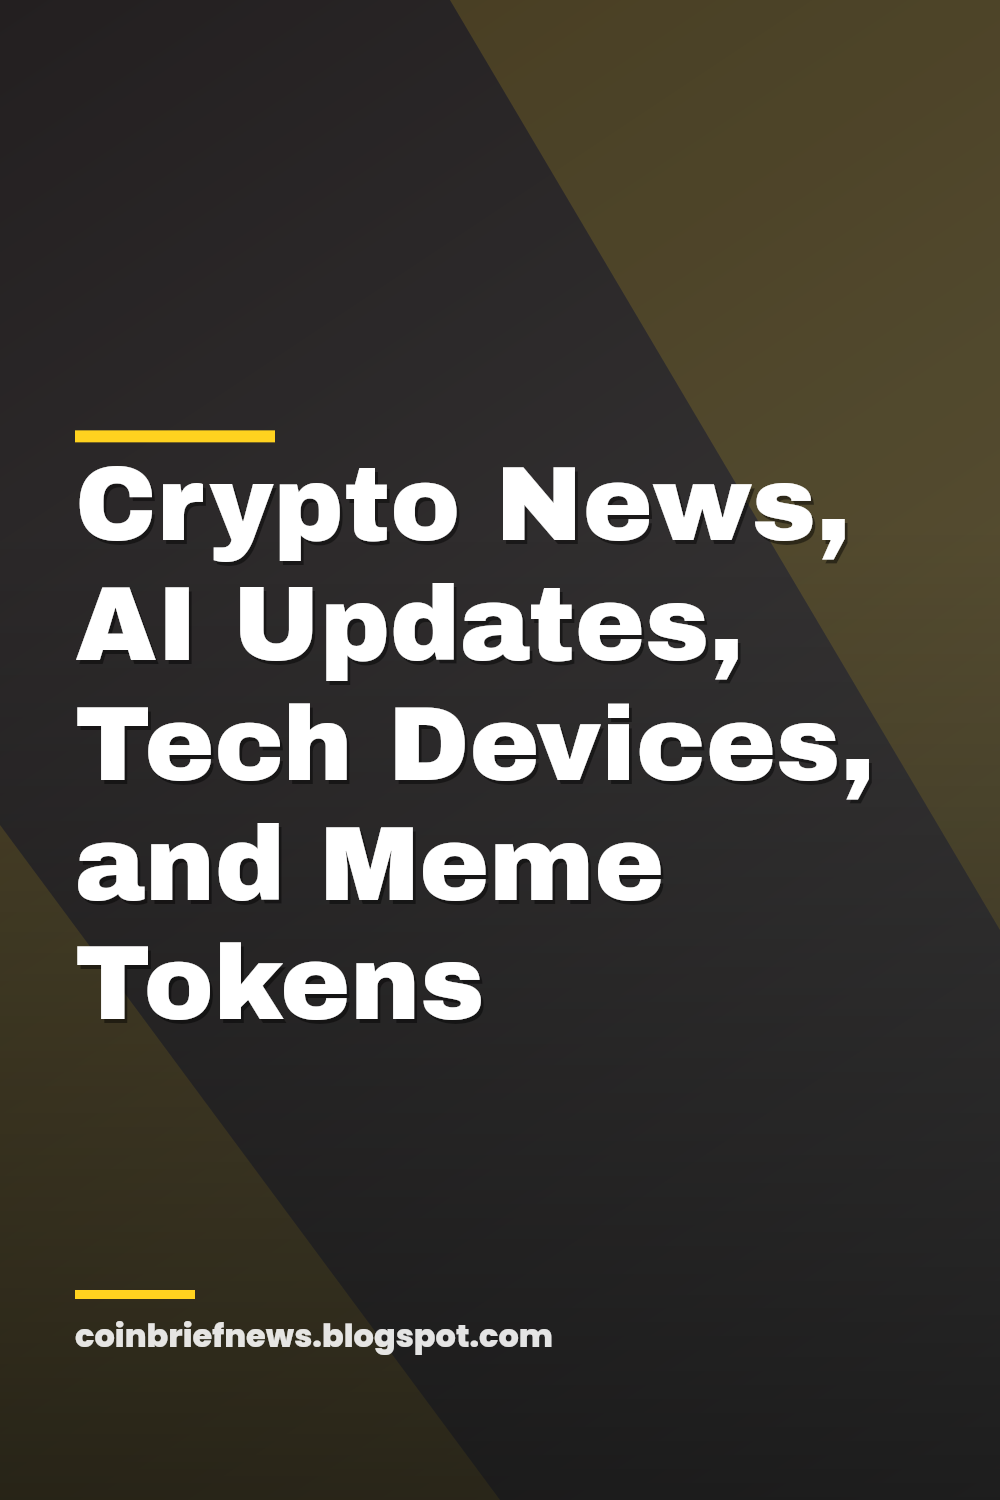 Crypto News,
AI Updates,
Tech Devices,
and Meme
Tokens
coinbriefnews.blogspot.com